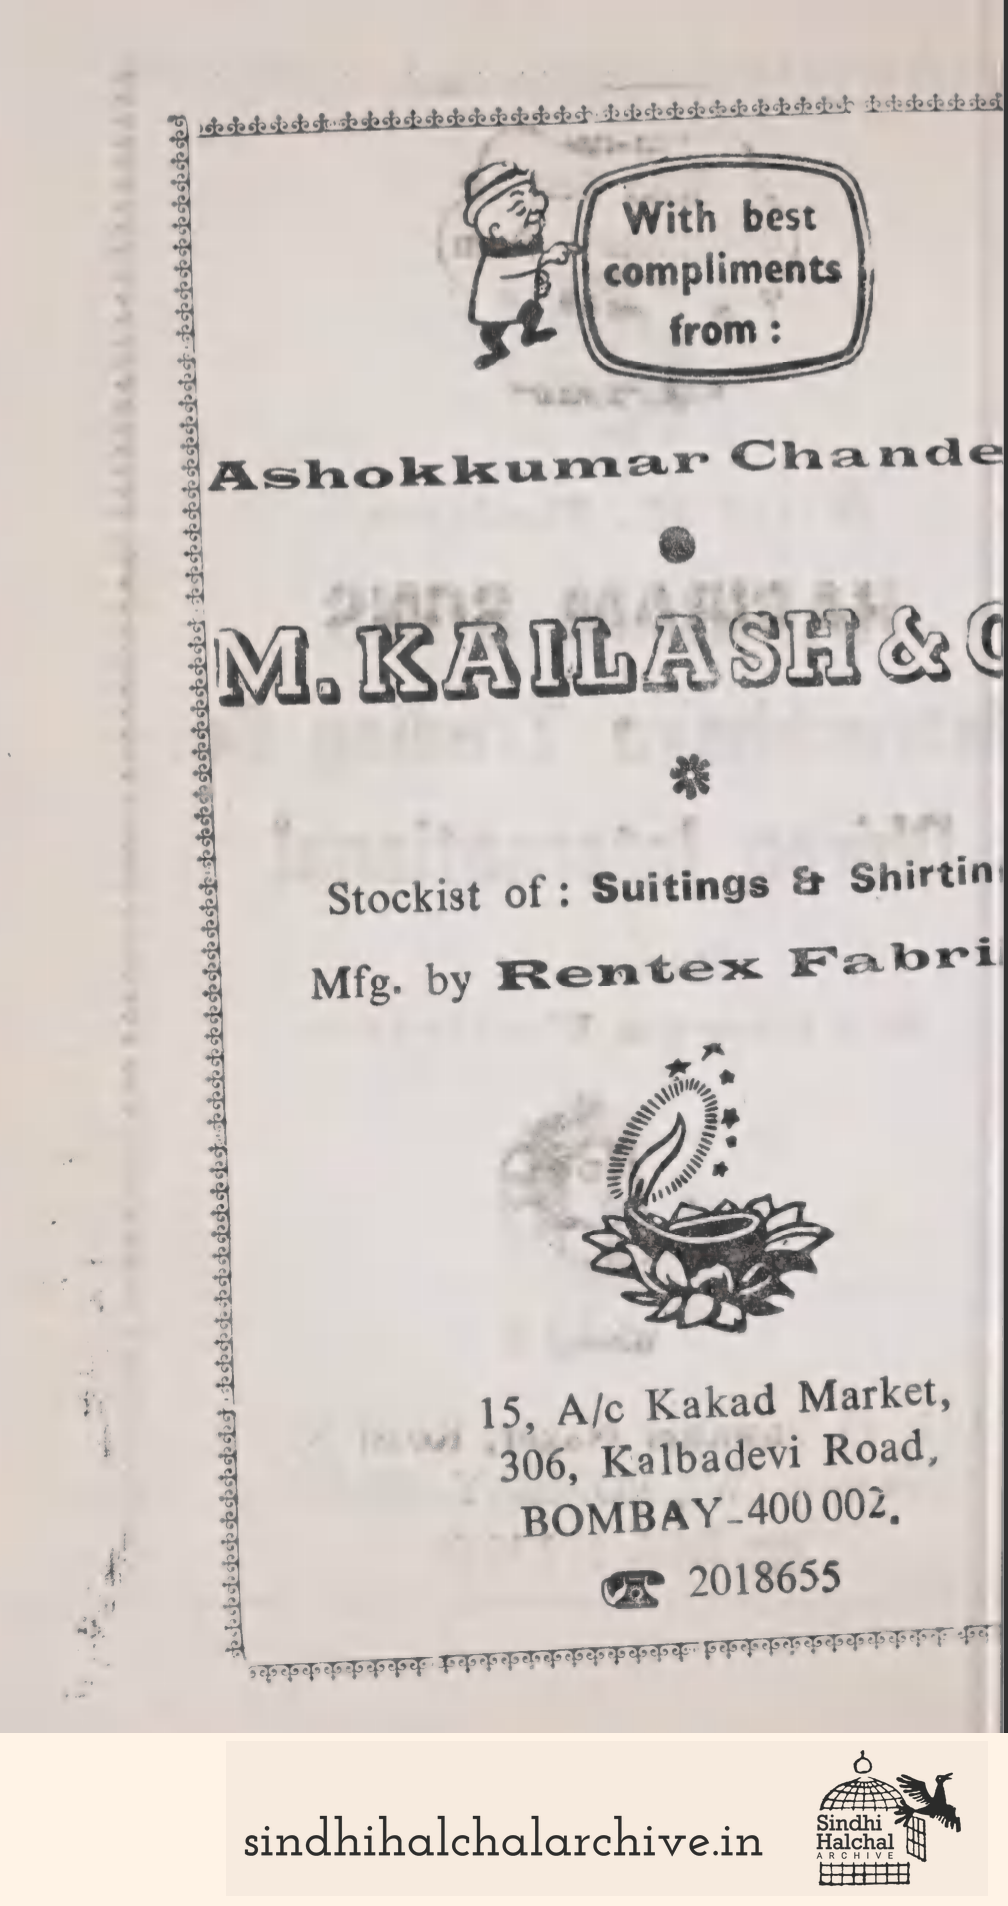 With best
compliments
from :
Ashokkumar Chande
M. KAILASH & C
Stockist of : Suitings & Shirtin
Mfg. by Rentex Fabri
15, A/c Kakad Market,
306, Kalbadevi Road,
BOMBAY-400 002.
2018655
sindhihalchalarchive.in
Sindhi
Halchal
ARCHIVE